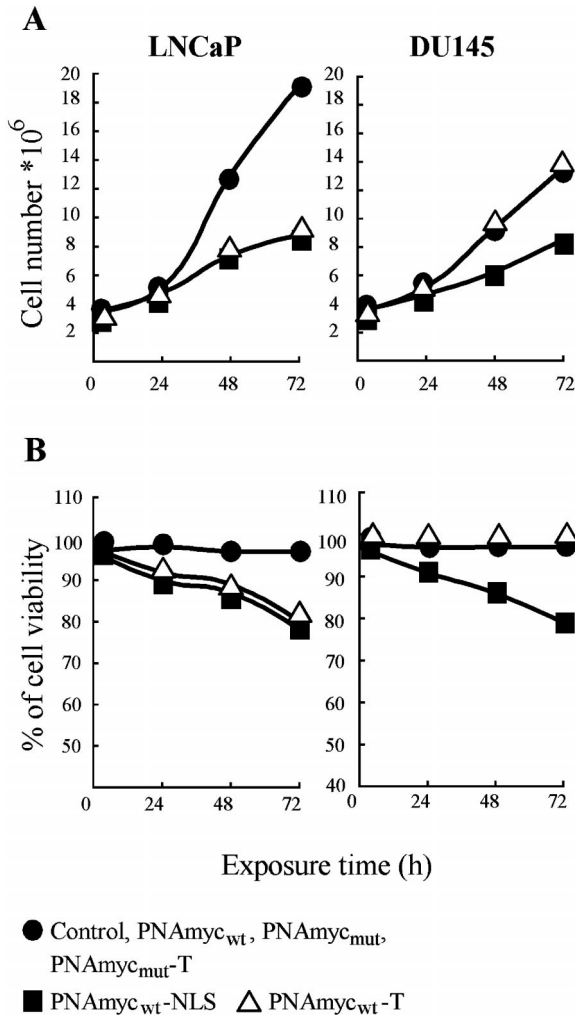 A
LNCaP DU145
Cell number *10^6
20
18
16
14
12
10
8
6
4
2
0 24 48 72
20
18
16
14
12
10
8
6
4
2
0 24 48 72
B
% of cell viability
110
100
90
80
70
60
50
0 24 48 72
110
100
90
80
70
60
50
40
0 24 48 72
Exposure time (h)
Control, PNAmyc_wt, PNAmyc_mut,
PNAmyc_mut-T
PNAmyc_wt-NLS PNAmyc_wt-T